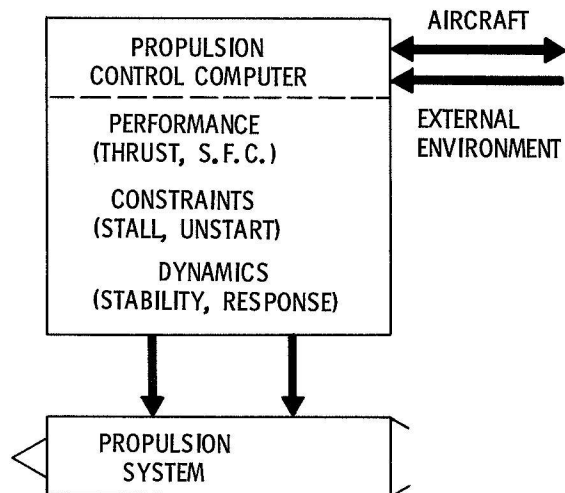 PROPULSION
CONTROL COMPUTER
AIRCRAFT
EXTERNAL
ENVIRONMENT
PERFORMANCE
(THRUST, S.F.C.)
CONSTRAINTS
(STALL, UNSTART)
DYNAMICS
(STABILITY, RESPONSE)
PROPULSION
SYSTEM